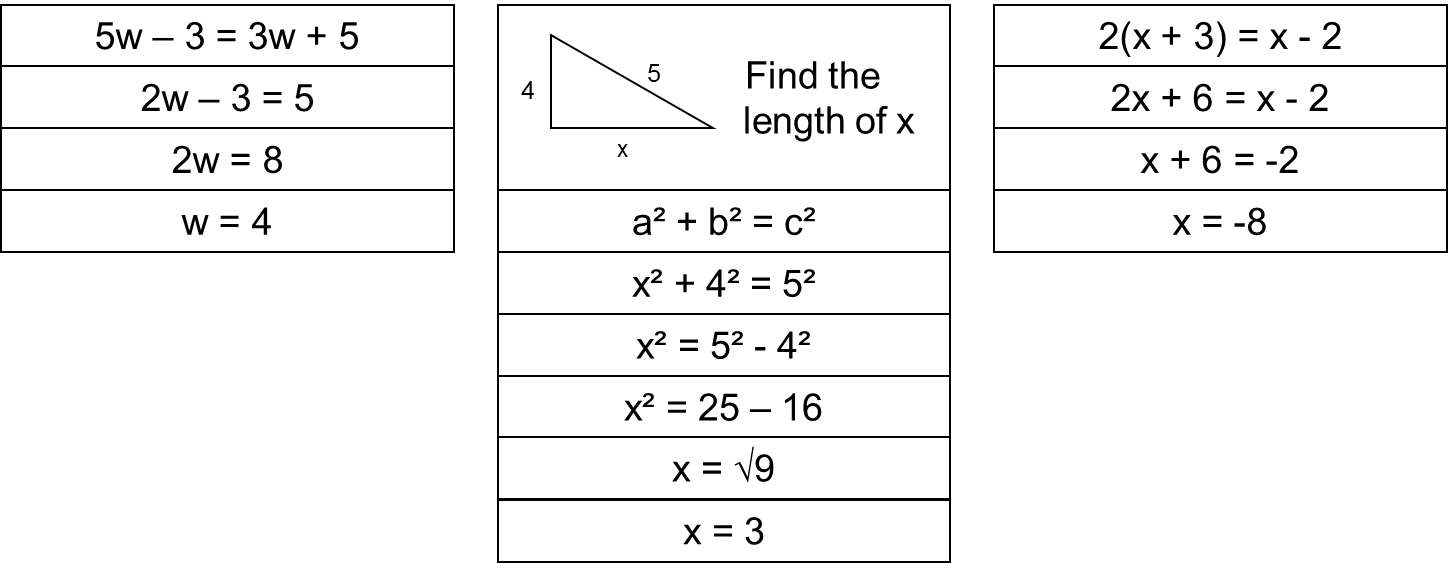 5w – 3 = 3w + 5
2w – 3 = 5
2w = 8
w = 4
4
5
x
Find the
length of x
a² + b² = c²
x² + 4² = 5²
x² = 5² - 4²
x² = 25 – 16
x = √9
x = 3
2(x + 3) = x - 2
2x + 6 = x - 2
x + 6 = -2
x = -8